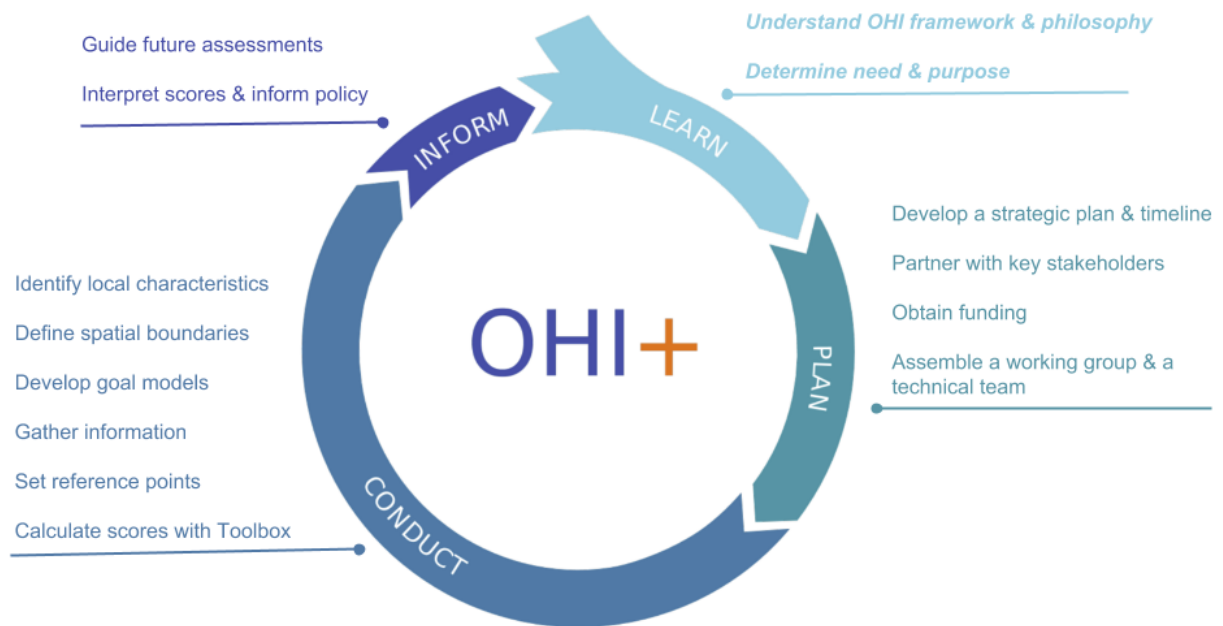 Understand OHI framework & philosophy
Determine need & purpose
LEARN
Develop a strategic plan & timeline
Partner with key stakeholders
Obtain funding
Assemble a working group & a
technical team
PLAN
Identify local characteristics
Define spatial boundaries
Develop goal models
Gather information
Set reference points
Calculate scores with Toolbox
CONDUCT
Guide future assessments
Interpret scores & inform policy
INFORM
OHI+